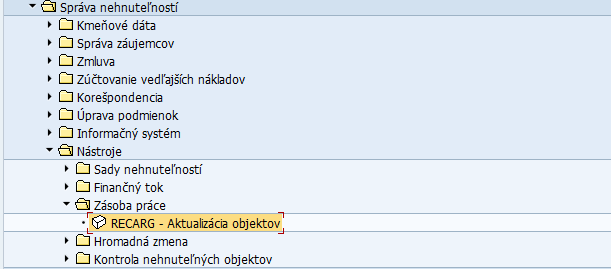 Správa nehnuteľností
Kmeňové dáta
Správa záujemcov
Zmluva
Zúčtovanie vedľajších nákladov
Korešpondencia
Úprava podmienok
Informačný systém
Nástroje
Sady nehnuteľností
Finančný tok
Zásoba práce
RECARG - Aktualizácia objektov
Hromadná zmena
Kontrola nehnuteľných objektov